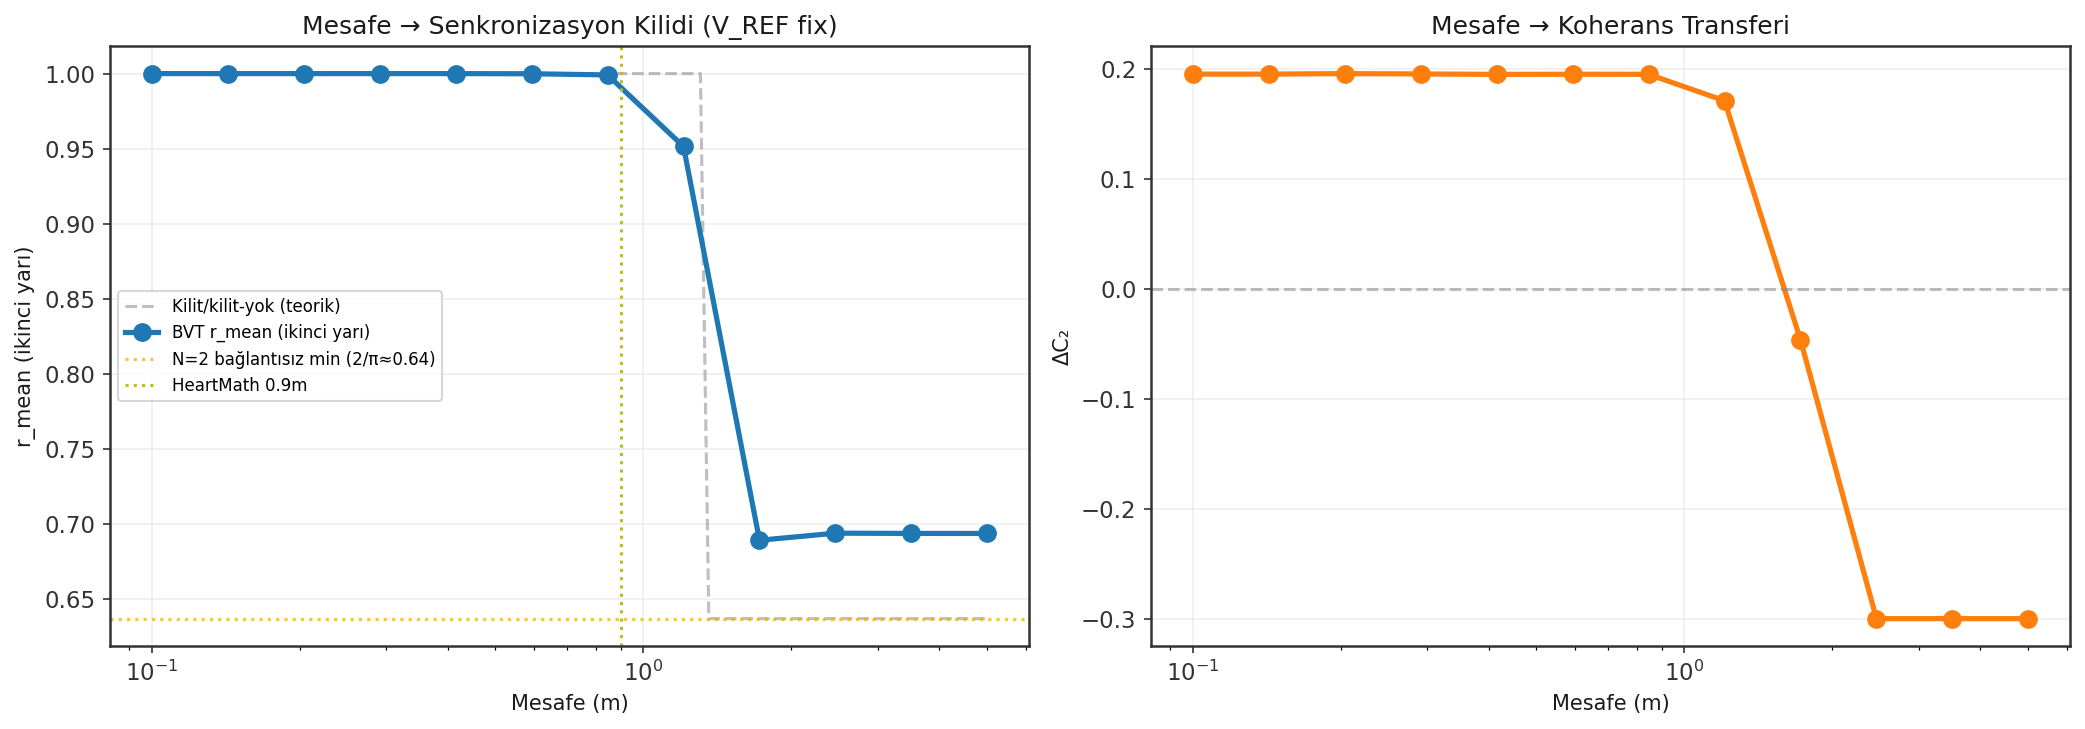 Mesafe → Senkronizasyon Kilidi (V_REF fix)
r_mean (ikinci yarı)
1.00
0.95
0.90
0.85
0.80
0.75
0.70
0.65
Kilit/kilit-yok (teorik)
BVT r_mean (ikinci yarı)
N=2 bağlantısız min (2/π≈0.64)
HeartMath 0.9m
10⁻¹
10⁰
Mesafe (m)
Mesafe → Koherans Transferi
ΔC₂
0.2
0.1
0.0
−0.1
−0.2
−0.3
10⁻¹
10⁰
Mesafe (m)